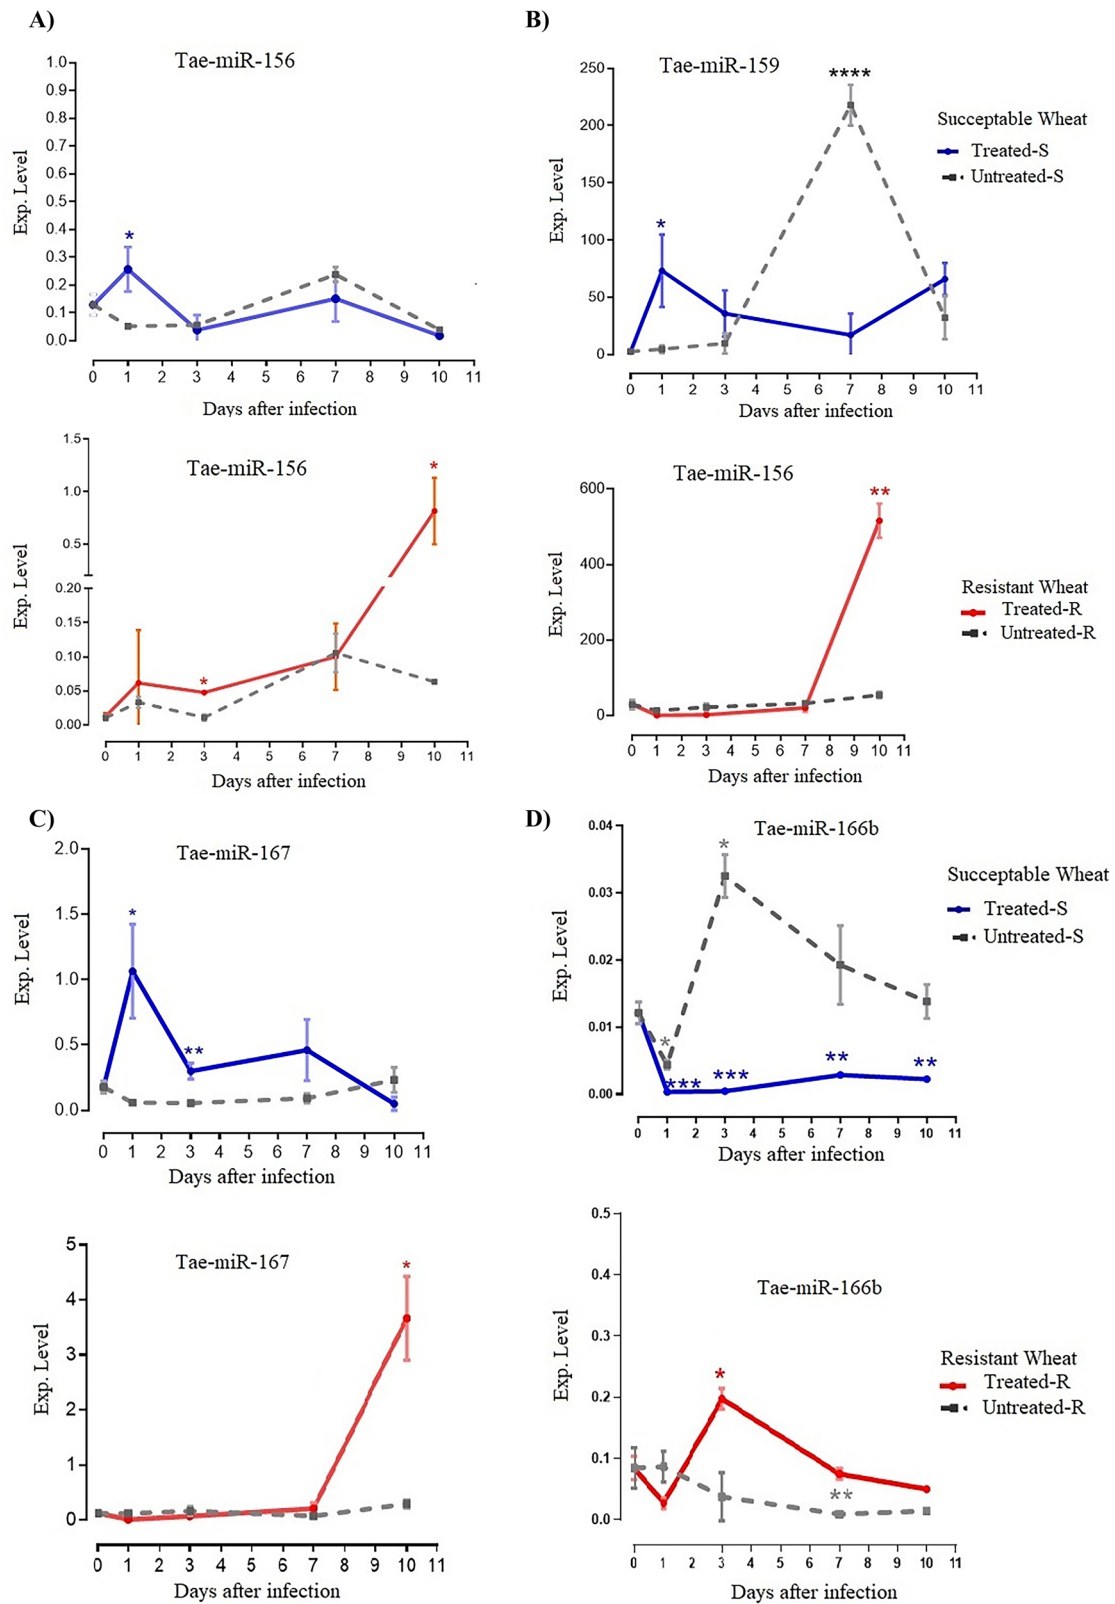 A)
Tae-miR-156
Exp. Level
1.0
0.9
0.8
0.7
0.6
0.5
0.4
0.3
0.2
0.1
0.0
*
0 1 2 3 4 5 6 7 8 9 10 11
Days after infection
Tae-miR-156
Exp. Level
1.5
1.0
0.5
0.20
0.15
0.10
0.05
0.00
*
*
0 1 3 5 7 9 10 11
Days after infection
B)
Tae-miR-159
Exp. Level
250
200
150
100
50
0
*
****
0 1 2 3 4 5 6 7 8 9 10 11
Days after infection
Succeptable Wheat
Treated-S
Untreated-S
Tae-miR-156
Exp. Level
600
400
200
0
**
0 1 2 3 4 5 6 7 8 9 10 11
Days after infection
Resistant Wheat
Treated-R
Untreated-R
C)
Tae-miR-167
Exp. Level
2.0
1.5
1.0
0.5
0.0
*
**
0 1 2 3 4 5 6 7 8 9 10 11
Days after infection
Tae-miR-167
Exp. Level
5
4
3
2
1
0
*
0 1 2 3 4 5 6 7 8 9 10 11
Days after infection
D)
Tae-miR-166b
Exp. Level
0.04
0.03
0.02
0.01
0.00
*
*
***
***
**
**
0 1 2 3 4 5 6 7 8 9 10 11
Days after infection
Succeptable Wheat
Treated-S
Untreated-S
Tae-miR-166b
Exp. Level
0.5
0.4
0.3
0.2
0.1
0.0
*
**
0 1 2 3 4 5 6 7 8 9 10 11
Days after infection
Resistant Wheat
Treated-R
Untreated-R